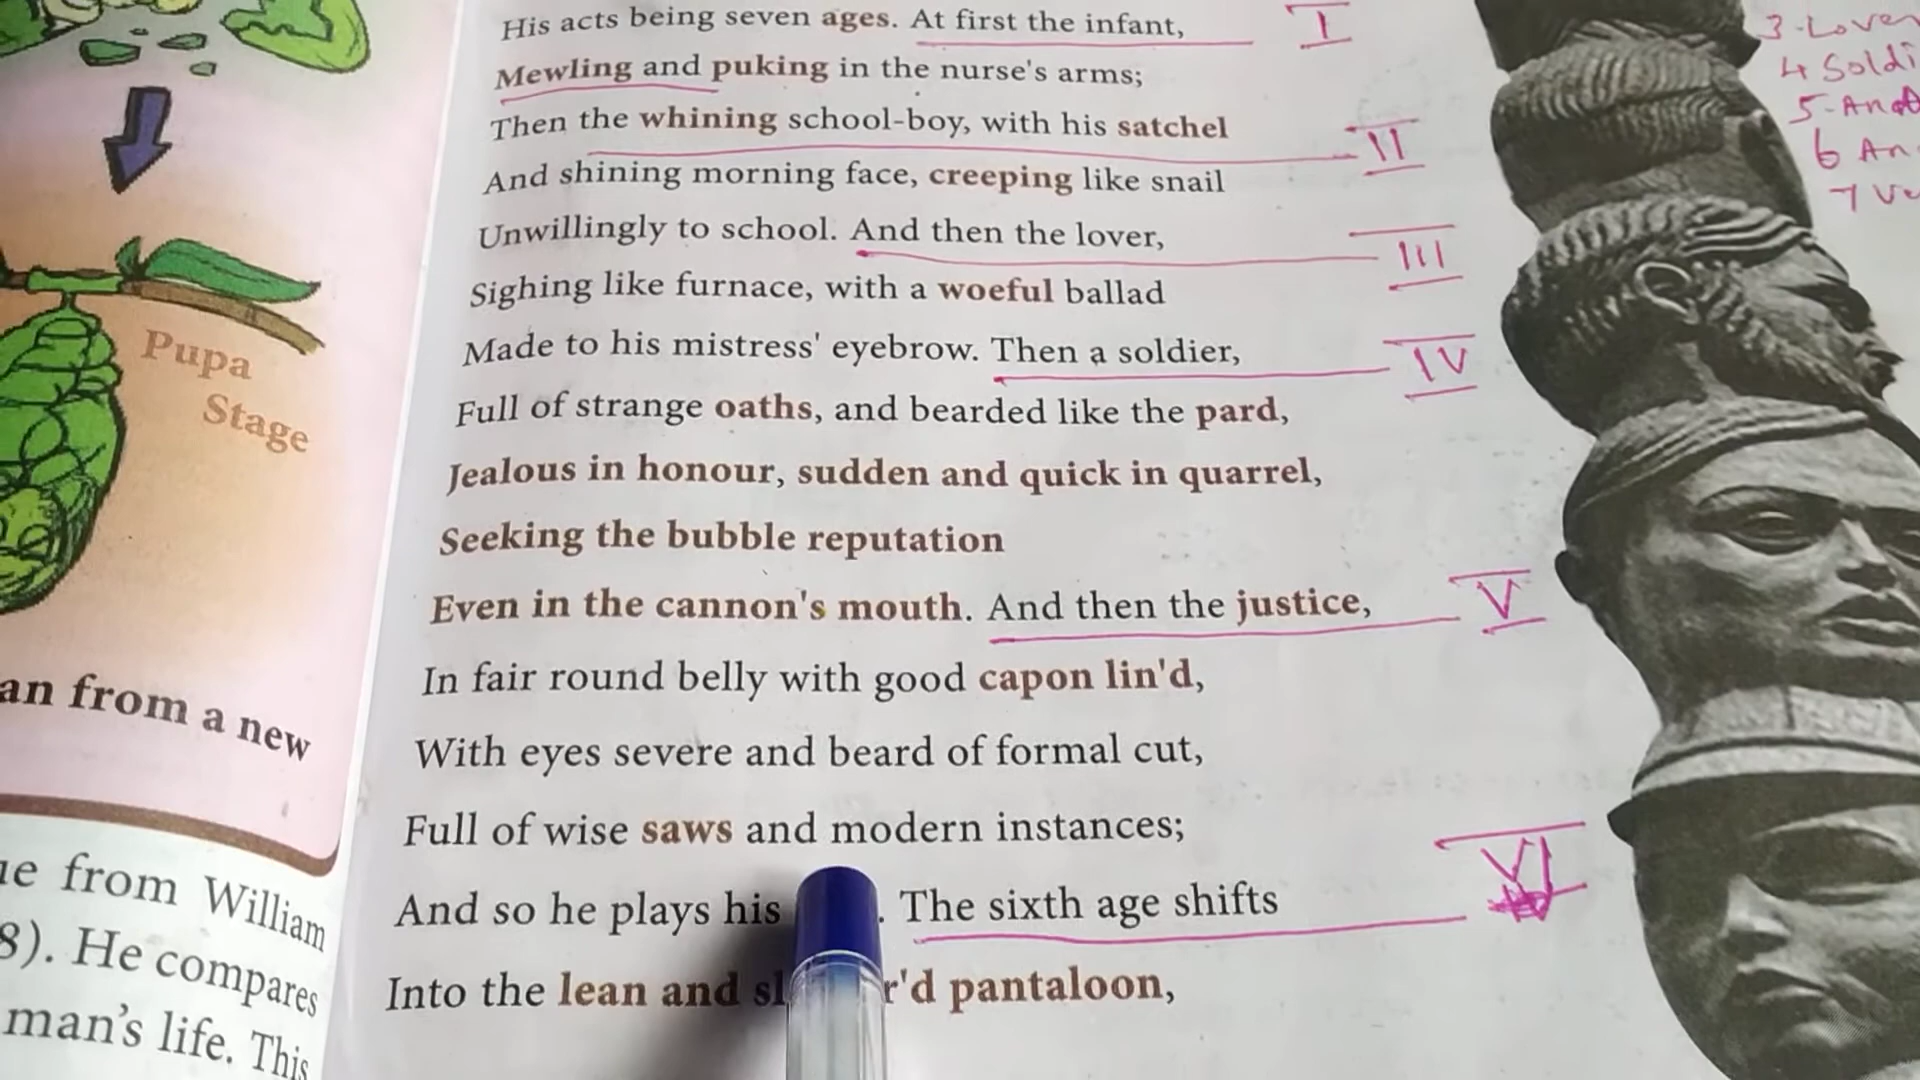 His acts being seven ages. At first the infant,
I
Mewling and puking in the nurse's arms;
Then the whining school-boy, with his satchel
II
And shining morning face, creeping like snail
Unwillingly to school. And then the lover,
III
Sighing like furnace, with a woeful ballad
Made to his mistress' eyebrow. Then a soldier,
IV
Full of strange oaths, and bearded like the pard,
Jealous in honour, sudden and quick in quarrel,
Seeking the bubble reputation
Even in the cannon's mouth. And then the justice,
V
In fair round belly with good capon lin'd,
With eyes severe and beard of formal cut,
Full of wise saws and modern instances;
And so he plays his . The sixth age shifts
VI
Into the lean and pantaloon,
3-Lover
4 Soldi
5-
6 An
7 Ve
Pupa
Stage
an from a new
from William
8). He compares
man's life. This